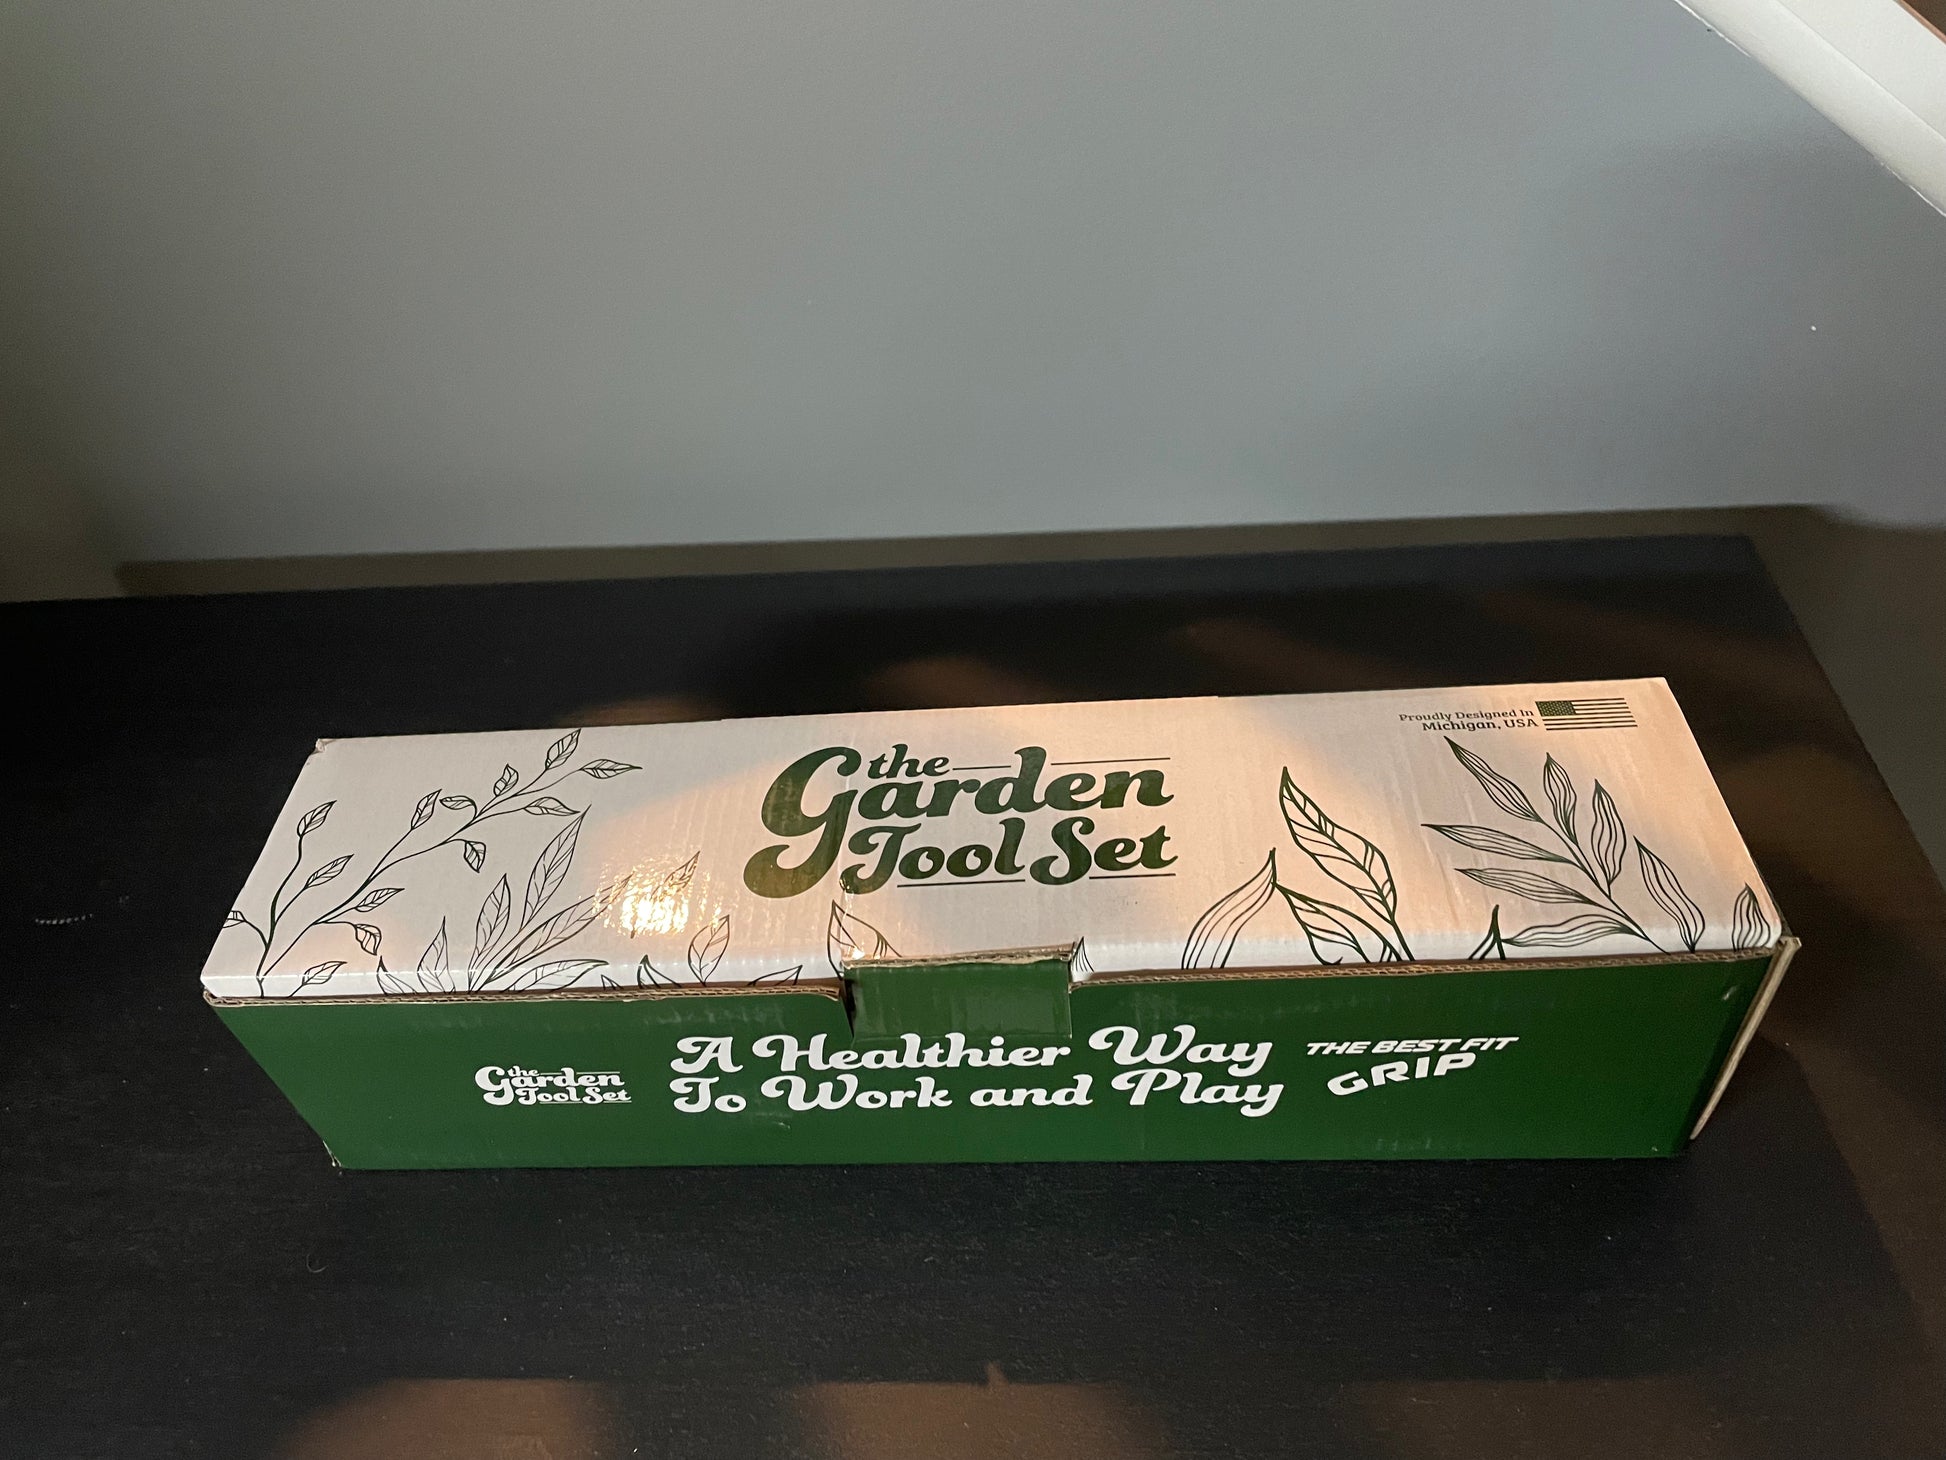 Proudly Designed In
Michigan, USA
the
Garden
Tool Set
the
Garden
Tool Set
A Healthier Way
To Work and Play
THE BEST FIT
GRIP